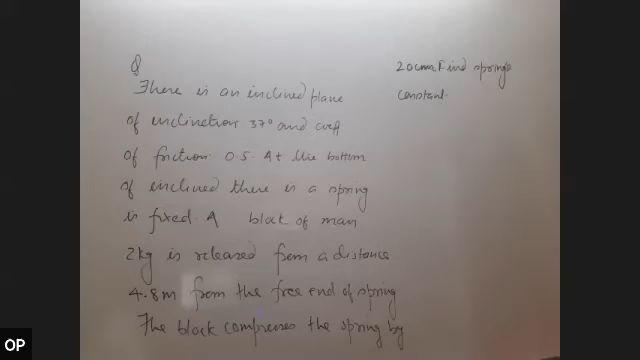 Q
There is an inclined plane
of inclination 37° and coeff
of friction 0.5. At the bottom
of inclined there is a spring
is fixed. A block of mass
2kg is released from a distance
4.8m from the free end of spring
The block compresses the spring by
20cm. Find spring
constant.
OP